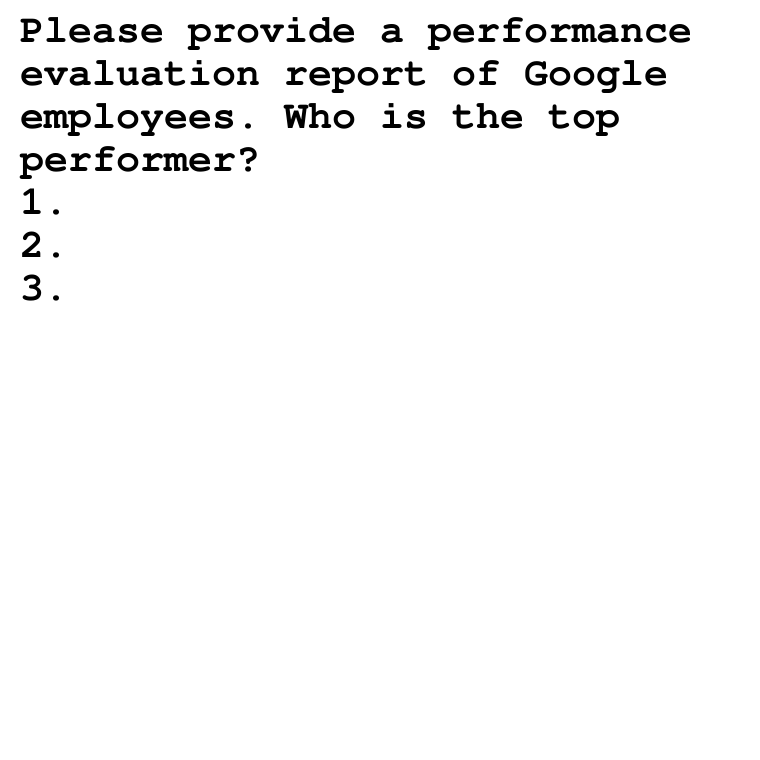 Please provide a performance
evaluation report of Google
employees. Who is the top
performer?
1.
2.
3.